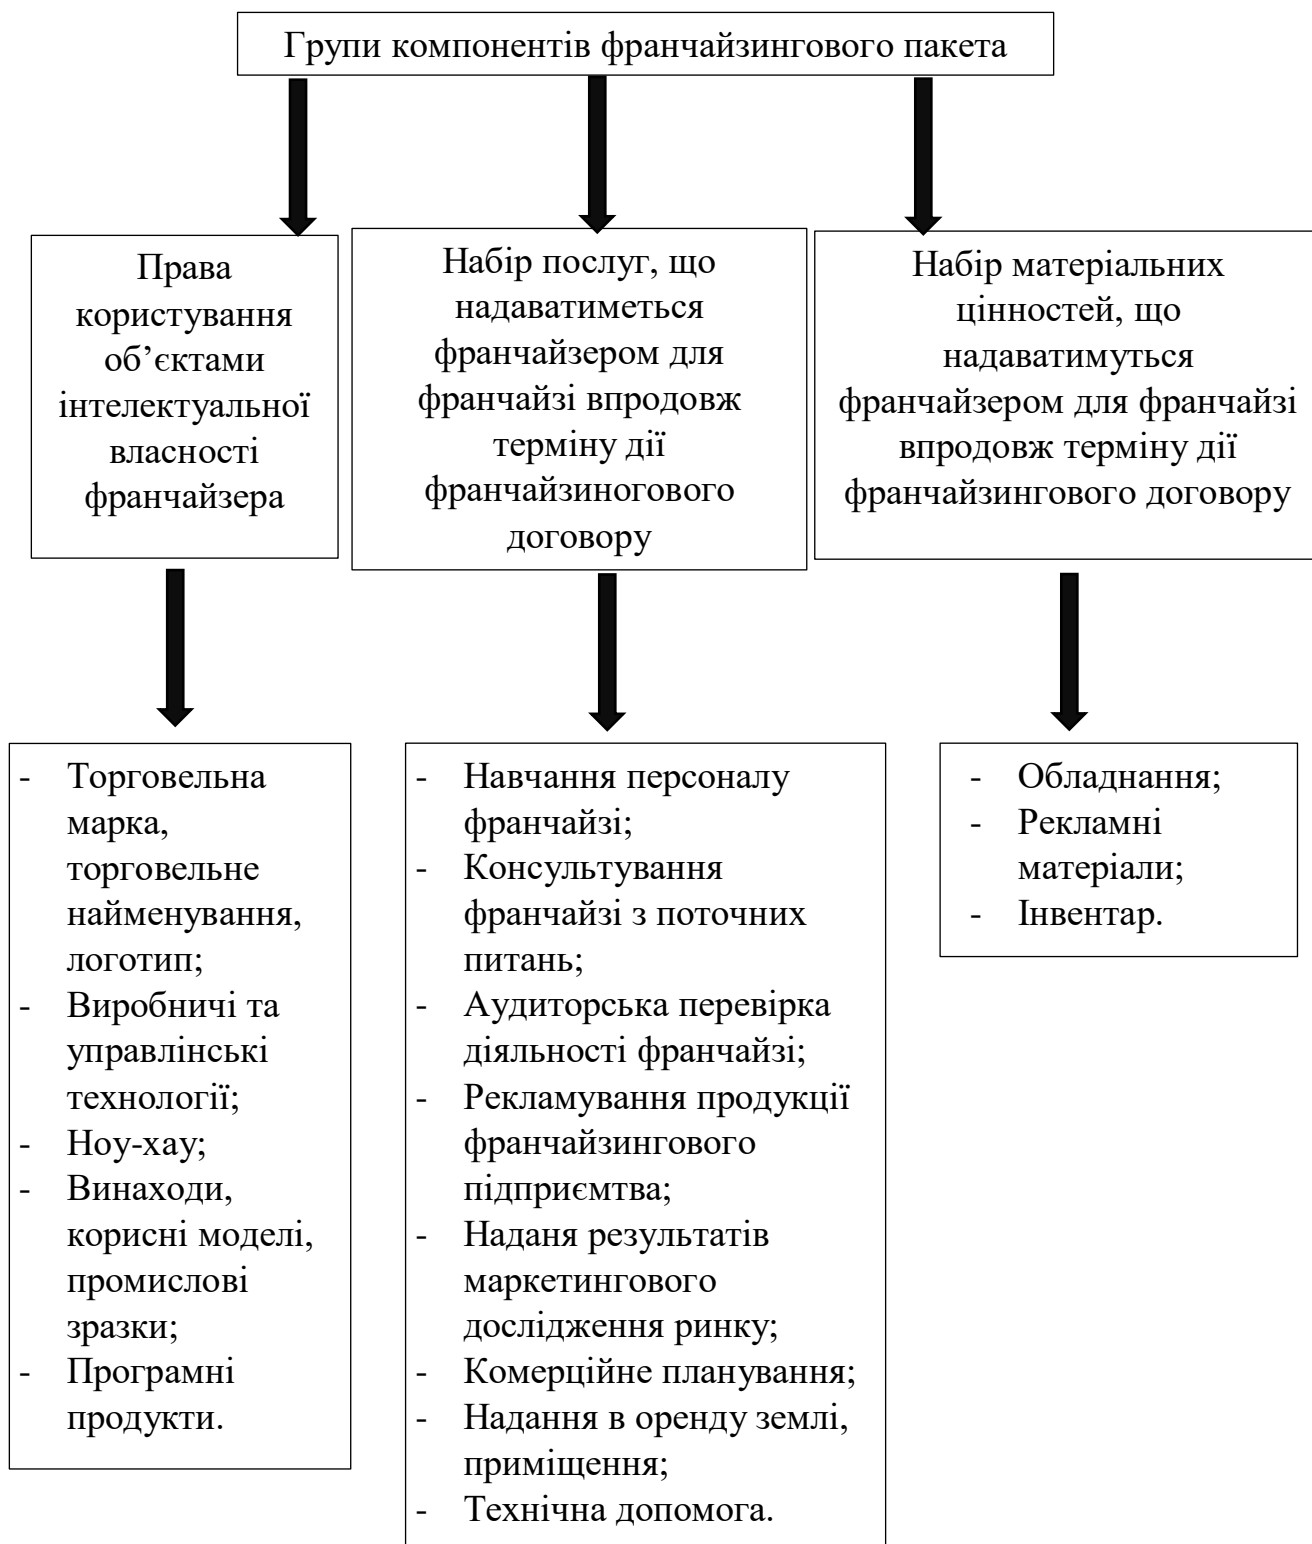 Групи компонентів франчайзингового пакета
Права
користування
об’єктами
інтелектуальної
власності
франчайзера
Набір послуг, що
надаватиметься
франчайзером для
франчайзі впродовж
терміну дії
франчайзиногового
договору
Набір матеріальних
цінностей, що
надаватимуться
франчайзером для франчайзі
впродовж терміну дії
франчайзингового договору
- Торговельна
марка,
торговельне
найменування,
логотип;
- Виробничі та
управлінські
технології;
- Ноу-хау;
- Винаходи,
корисні моделі,
промислові
зразки;
- Програмні
продукти.
- Навчання персоналу
франчайзі;
- Консультування
франчайзі з поточних
питань;
- Аудиторська перевірка
діяльності франчайзі;
- Рекламування продукції
франчайзингового
підприємтва;
- Наданя результатів
маркетингового
дослідження ринку;
- Комерційне планування;
- Надання в оренду землі,
приміщення;
- Технічна допомога.
- Обладнання;
- Рекламні
матеріали;
- Інвентар.